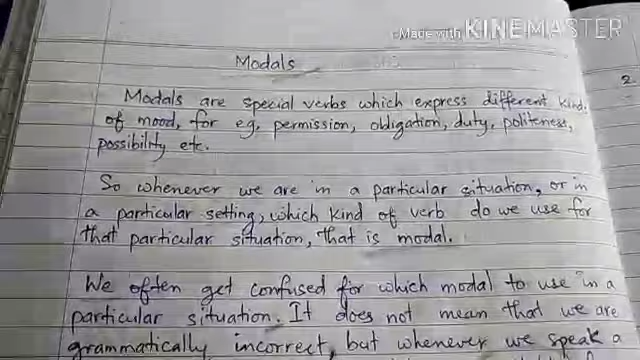 Made with KINEMASTER
Modals
2
Modals are special verbs which express different kind
of mood, for eg, permission, obligation, duty, politeness,
possibility etc.
So whenever we are in a particular situation, or in
a particular setting, which kind of verb do we use for
that particular situation, that is modal.
We often get confused for which modal to use in a
particular situation. It does not mean that we are
grammatically incorrect, but whenever we speak a